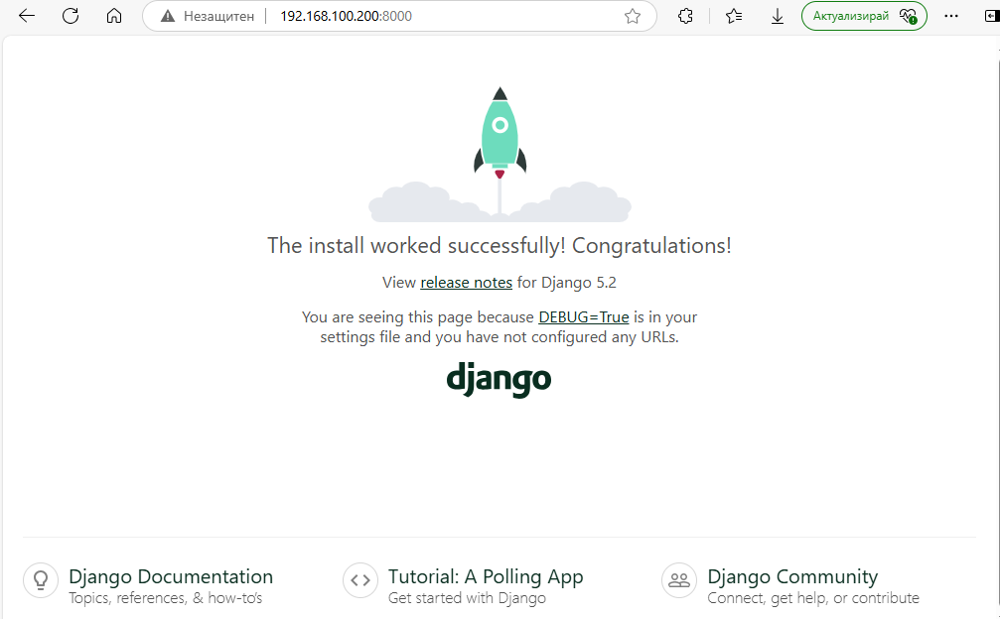 Незащитен
192.168.100.200:8000
Актуализирай
The install worked successfully! Congratulations!
View release notes for Django 5.2
You are seeing this page because DEBUG=True is in your
settings file and you have not configured any URLs.
django
Django Documentation
Topics, references, & how-to's
Tutorial: A Polling App
Get started with Django
Django Community
Connect, get help, or contribute